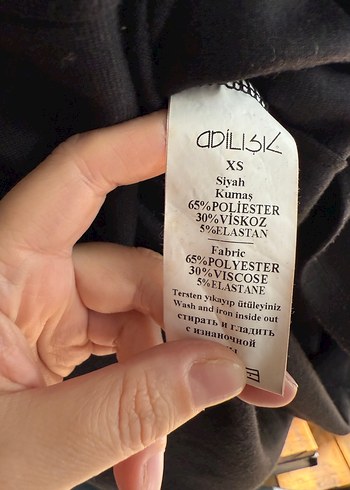 adiLIŞIK
XS
Siyah
Kumaş
65%POLİESTER
30%VİSKOZ
5%ELASTAN
Fabric
65%POLYESTER
30%VISCOSE
5%ELASTANE
Tersten yıkayıp ütüleyiniz
Wash and iron inside out
стирать и гладить
с изнаночной